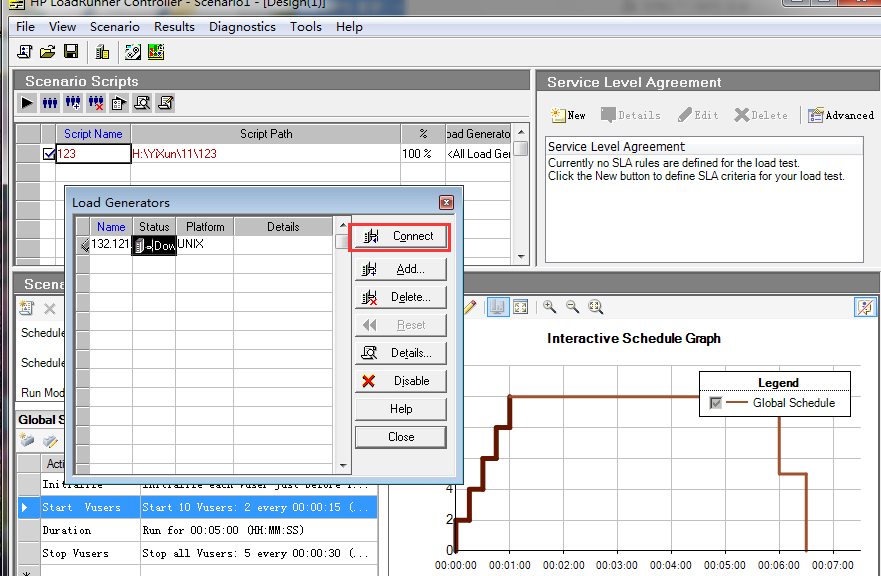 HP LoadRunner Controller - Scenario1 - [Design(1)]
File View Scenario Results Diagnostics Tools Help
Scenario Scripts
Script Name Script Path % Load Generato
123 H:\YiXun\11\123 100 % <All Load Gen
Service Level Agreement
New Details Edit Delete Advanced
Service Level Agreement
Currently no SLA rules are defined for the load test.
Click the New button to define SLA criteria for your load test.
Load Generators
Name Status Platform Details
132.121. Dow UNIX
Connect
Add...
Delete...
Reset
Details...
Disable
Help
Close
Scena
Schedule
Schedule
Run Mod
Global S
Acti
Initialize Initialize each Vuser just before i...
Start Vusers Start 10 Vusers: 2 every 00:00:15 (...
Duration Run for 00:05:00 (HH:MM:SS)
Stop Vusers Stop all Vusers: 5 every 00:00:30 (...
*
Interactive Schedule Graph
Legend
Global Schedule
4
2
0
00:00:00 00:01:00 00:02:00 00:03:00 00:04:00 00:05:00 00:06:00 00:07:00